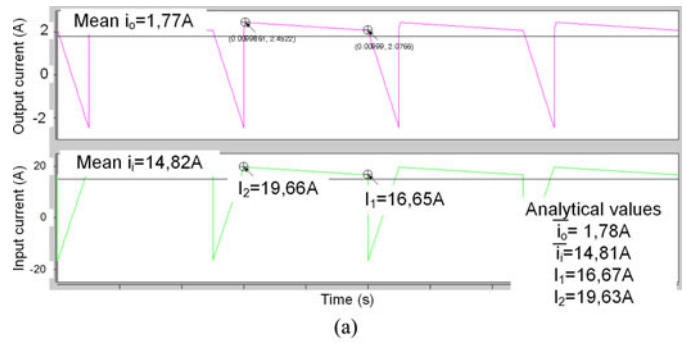 Mean i₀=1,77A
Output current (A)
2
0
-2
(0.0099861, 2.4522)
(0.00999, 2.0766)
Mean iᵢ=14,82A
Input current (A)
20
0
-20
I₂=19,66A
I₁=16,65A
Analytical values
i₀= 1,78A
iᵢ=14,81A
I₁=16,67A
I₂=19,63A
Time (s)
(a)